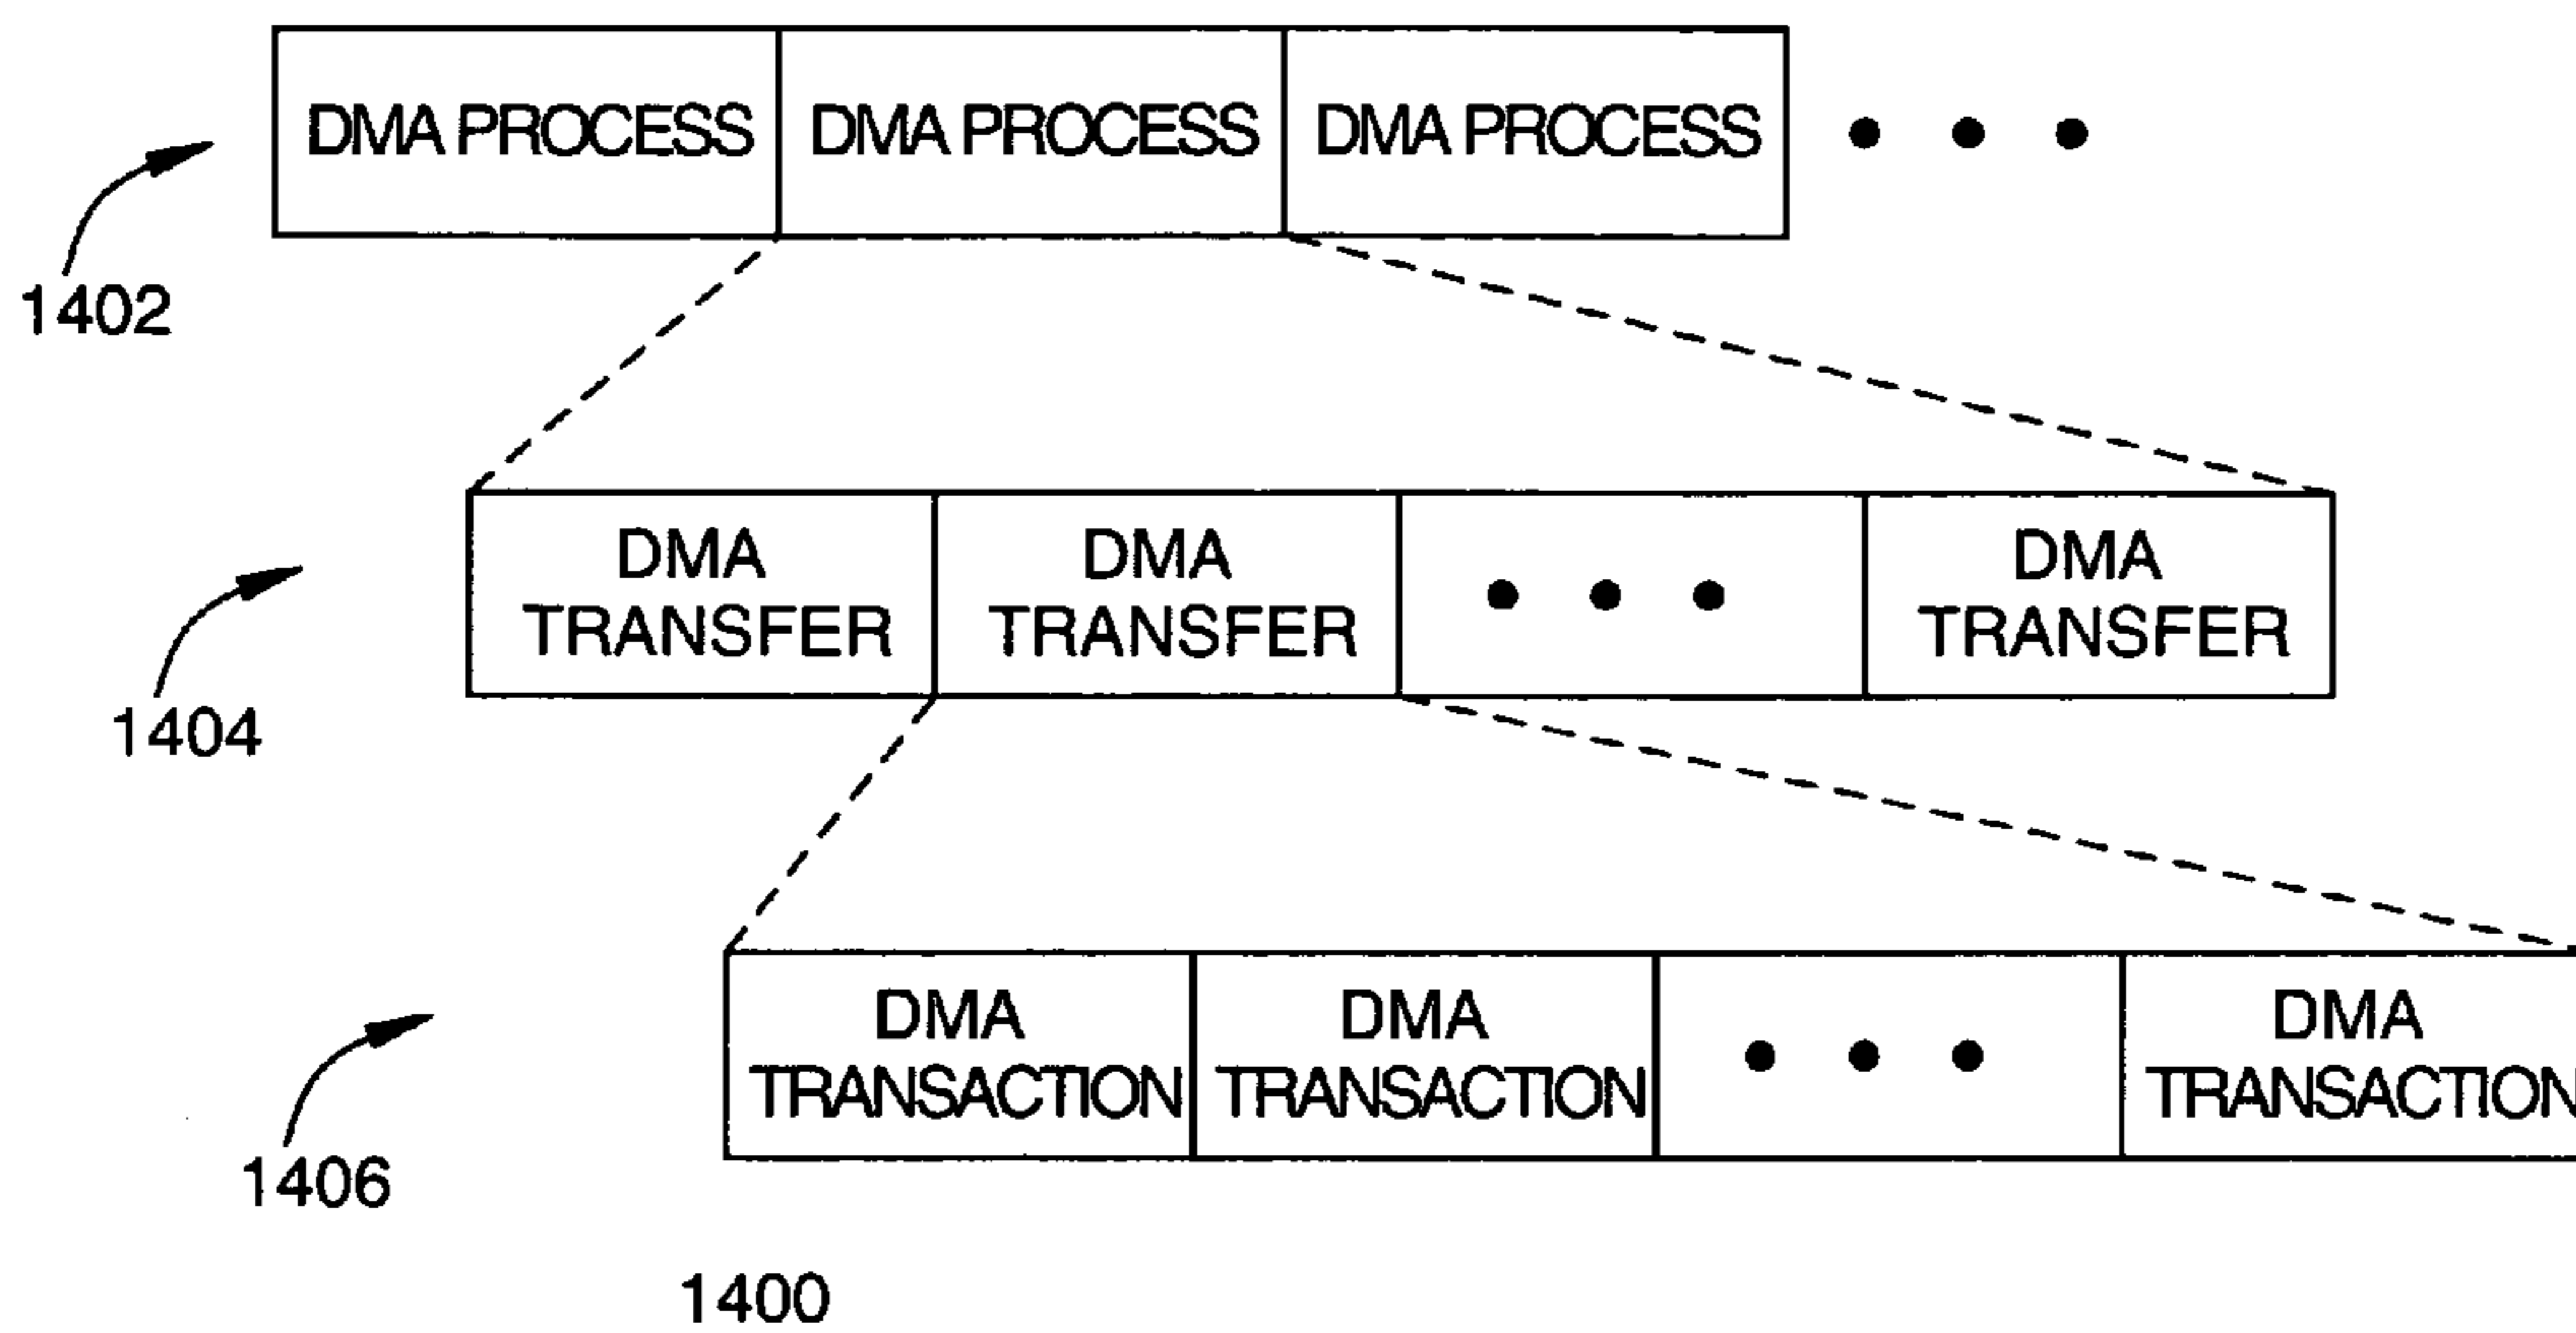 DMA PROCESS DMA PROCESS DMA PROCESS
1402
DMA TRANSFER
DMA TRANSFER
DMA TRANSFER
1404
DMA TRANSACTION
DMA TRANSACTION
DMA TRANSACTION
1406
1400